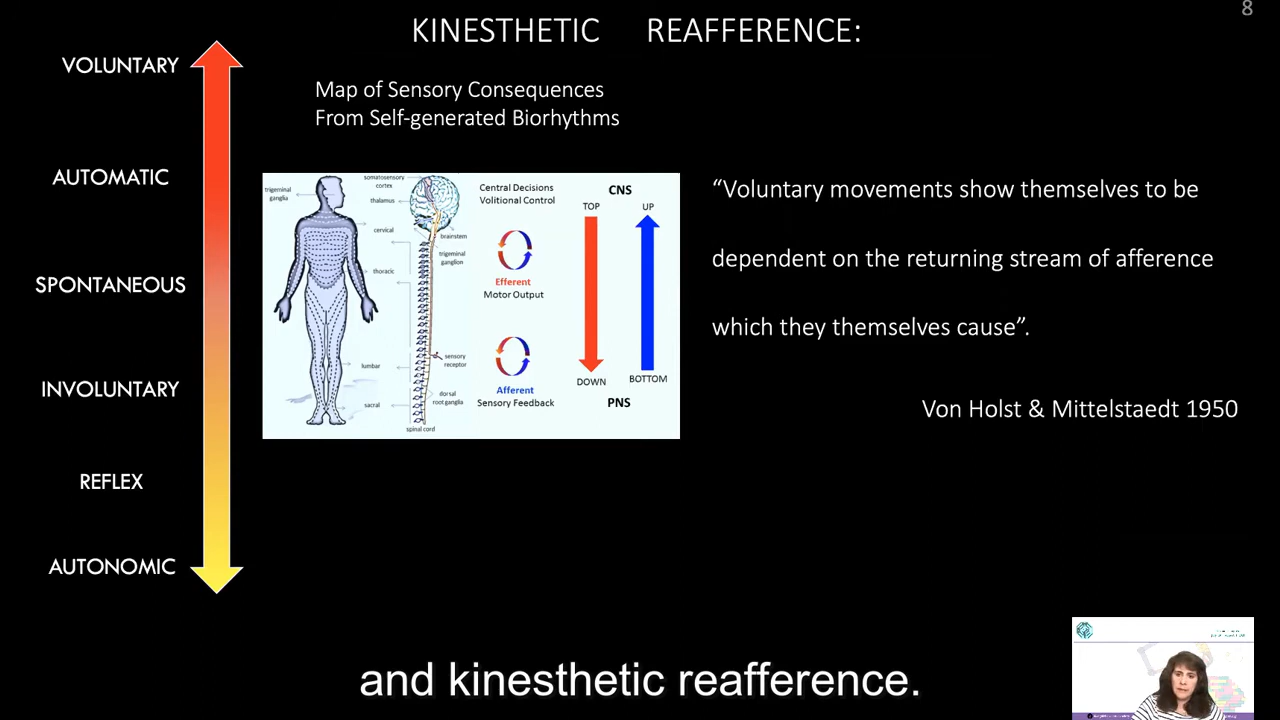 8
KINESTHETIC REAFFERENCE:
VOLUNTARY
AUTOMATIC
SPONTANEOUS
INVOLUNTARY
REFLEX
AUTONOMIC
Map of Sensory Consequences
From Self-generated Biorhythms
trigeminal
ganglia
somatosensory
cortex
thalamus
cervical
brainstem
trigeminal
ganglion
thoracic
sensory
receptor
lumbar
dorsal
root ganglia
sacral
spinal cord
Central Decisions
Volitional Control
Efferent
Motor Output
Afferent
Sensory Feedback
CNS
TOP
UP
DOWN
BOTTOM
PNS
“Voluntary movements show themselves to be
dependent on the returning stream of afference
which they themselves cause”.
Von Holst & Mittelstaedt 1950
and kinesthetic reafference.